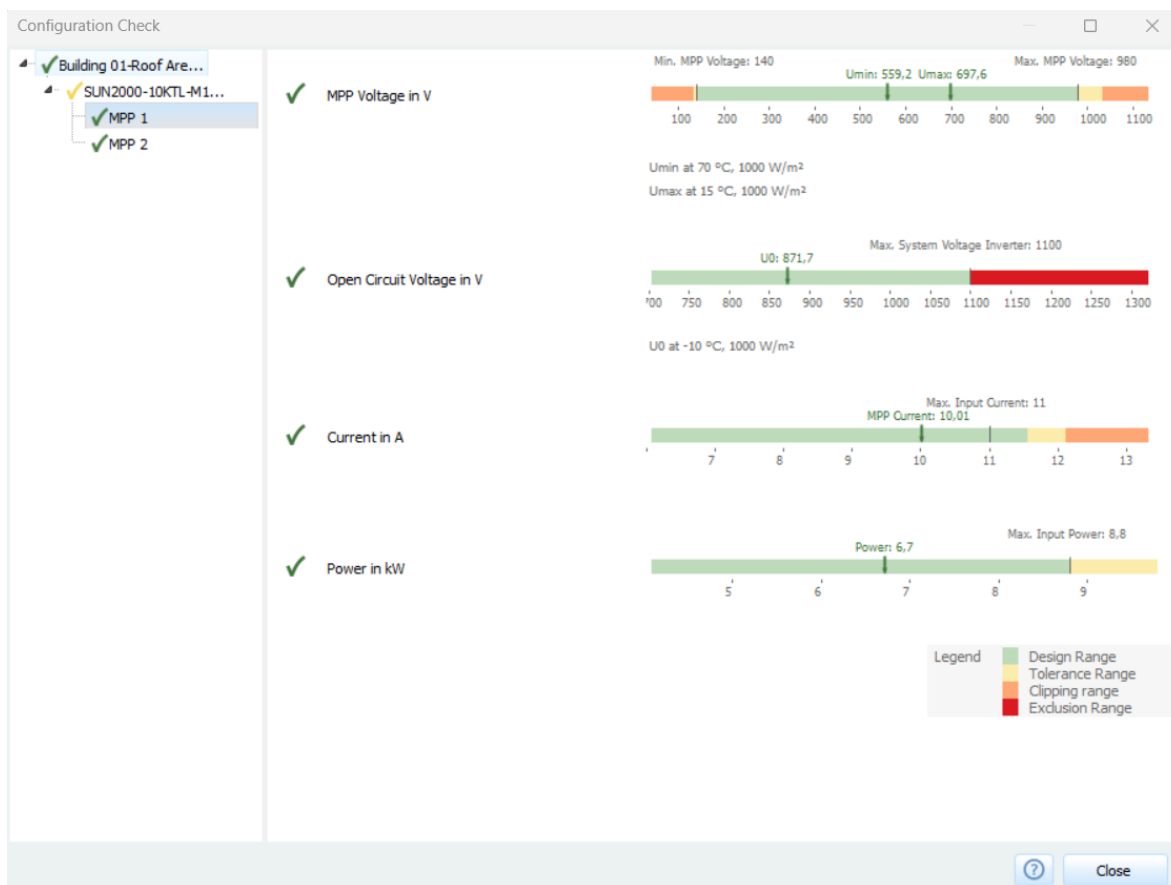 Configuration Check
Building 01-Roof Are...
SUN2000-10KTL-M1...
MPP 1
MPP 2
MPP Voltage in V
Min. MPP Voltage: 140
Max. MPP Voltage: 980
Umin: 559,2 Umax: 697,6
100 200 300 400 500 600 700 800 900 1000 1100
Umin at 70 ºC, 1000 W/m²
Umax at 15 ºC, 1000 W/m²
Open Circuit Voltage in V
Max. System Voltage Inverter: 1100
U0: 871,7
'00 750 800 850 900 950 1000 1050 1100 1150 1200 1250 1300
U0 at -10 ºC, 1000 W/m²
Current in A
Max. Input Current: 11
MPP Current: 10,01
7 8 9 10 11 12 13
Power in kW
Max. Input Power: 8,8
Power: 6,7
5 6 7 8 9
Legend
Design Range
Tolerance Range
Clipping range
Exclusion Range
?
Close